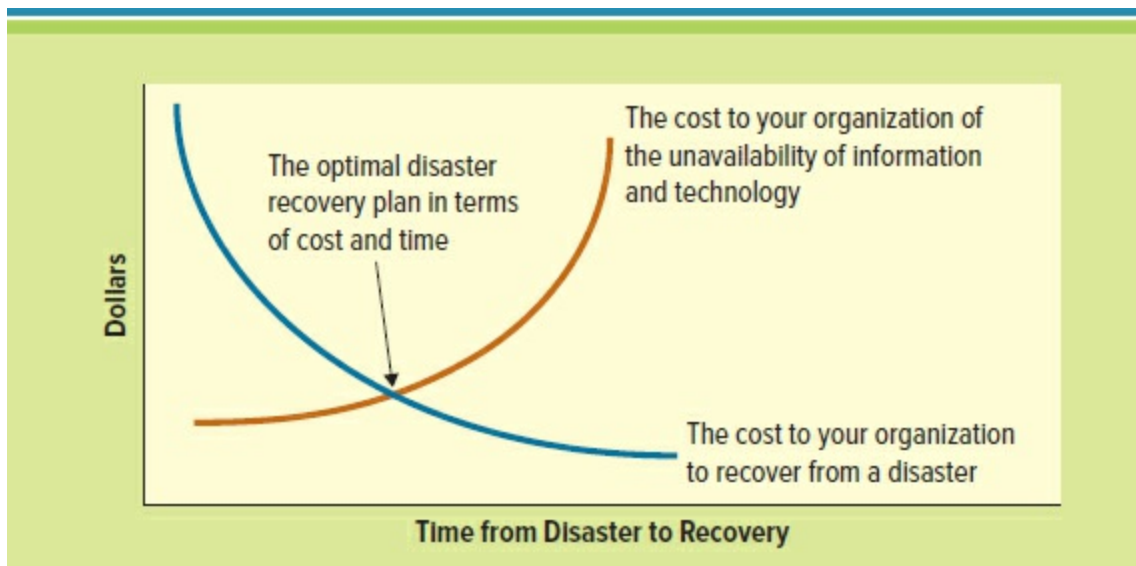 The cost to your organization of
the unavailability of information
and technology
The optimal disaster
recovery plan in terms
of cost and time
Dollars
The cost to your organization
to recover from a disaster
Time from Disaster to Recovery